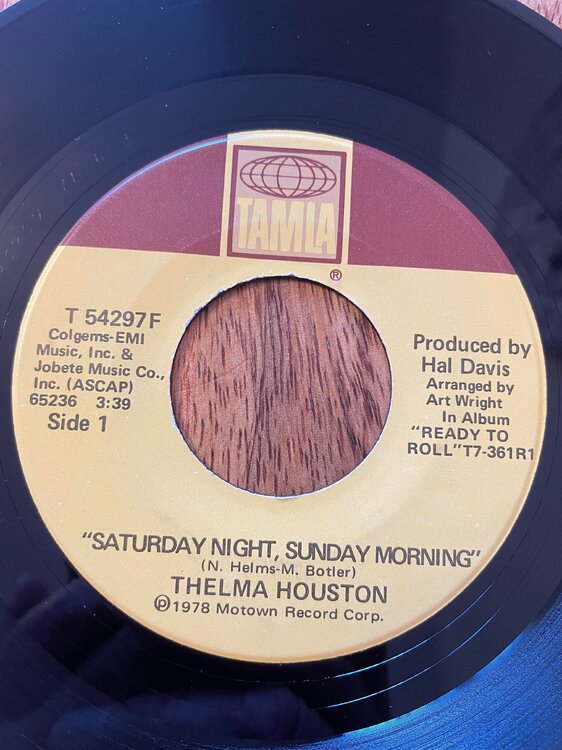 TAMLA
®
T 54297F
Colgems-EMI
Music, Inc. &
Jobete Music Co.,
Inc. (ASCAP)
65236 3:39
Side 1
Produced by
Hal Davis
Arranged by
Art Wright
In Album
"READY TO
ROLL" T7-361R1
"SATURDAY NIGHT, SUNDAY MORNING"
(N. Helms-M. Botler)
THELMA HOUSTON
℗1978 Motown Record Corp.